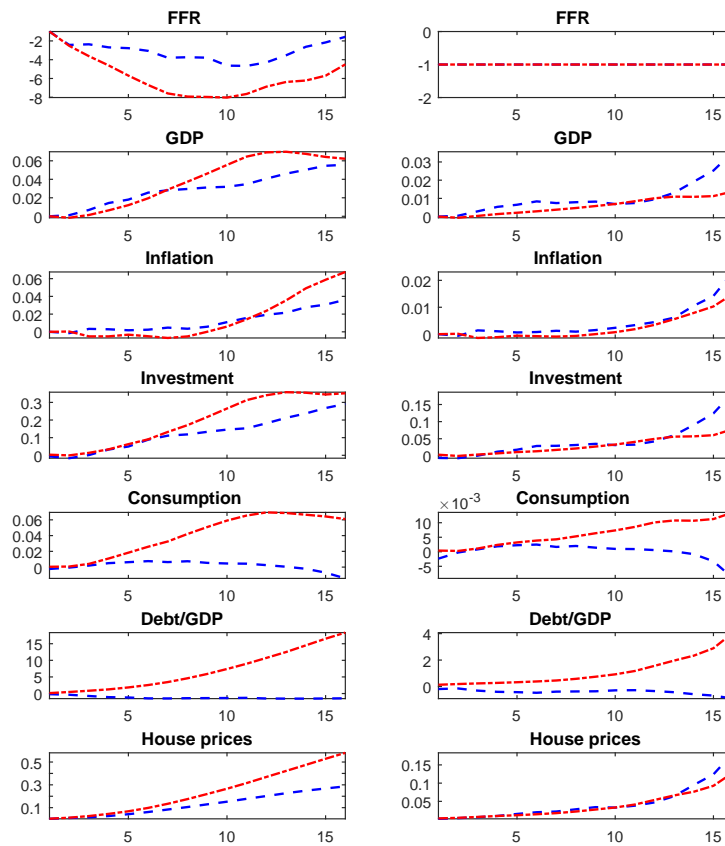 FFR
-2
-4
-6
-8
5 10 15
FFR
0
-1
-2
5 10 15
GDP
0.06
0.04
0.02
0
5 10 15
GDP
0.03
0.02
0.01
0
5 10 15
Inflation
0.06
0.04
0.02
0
5 10 15
Inflation
0.02
0.01
0
5 10 15
Investment
0.3
0.2
0.1
0
5 10 15
Investment
0.15
0.1
0.05
0
5 10 15
Consumption
0.06
0.04
0.02
0
5 10 15
×10-3
Consumption
10
5
0
-5
5 10 15
Debt/GDP
15
10
5
0
5 10 15
Debt/GDP
4
2
0
5 10 15
House prices
0.5
0.3
0.1
5 10 15
House prices
0.15
0.1
0.05
5 10 15